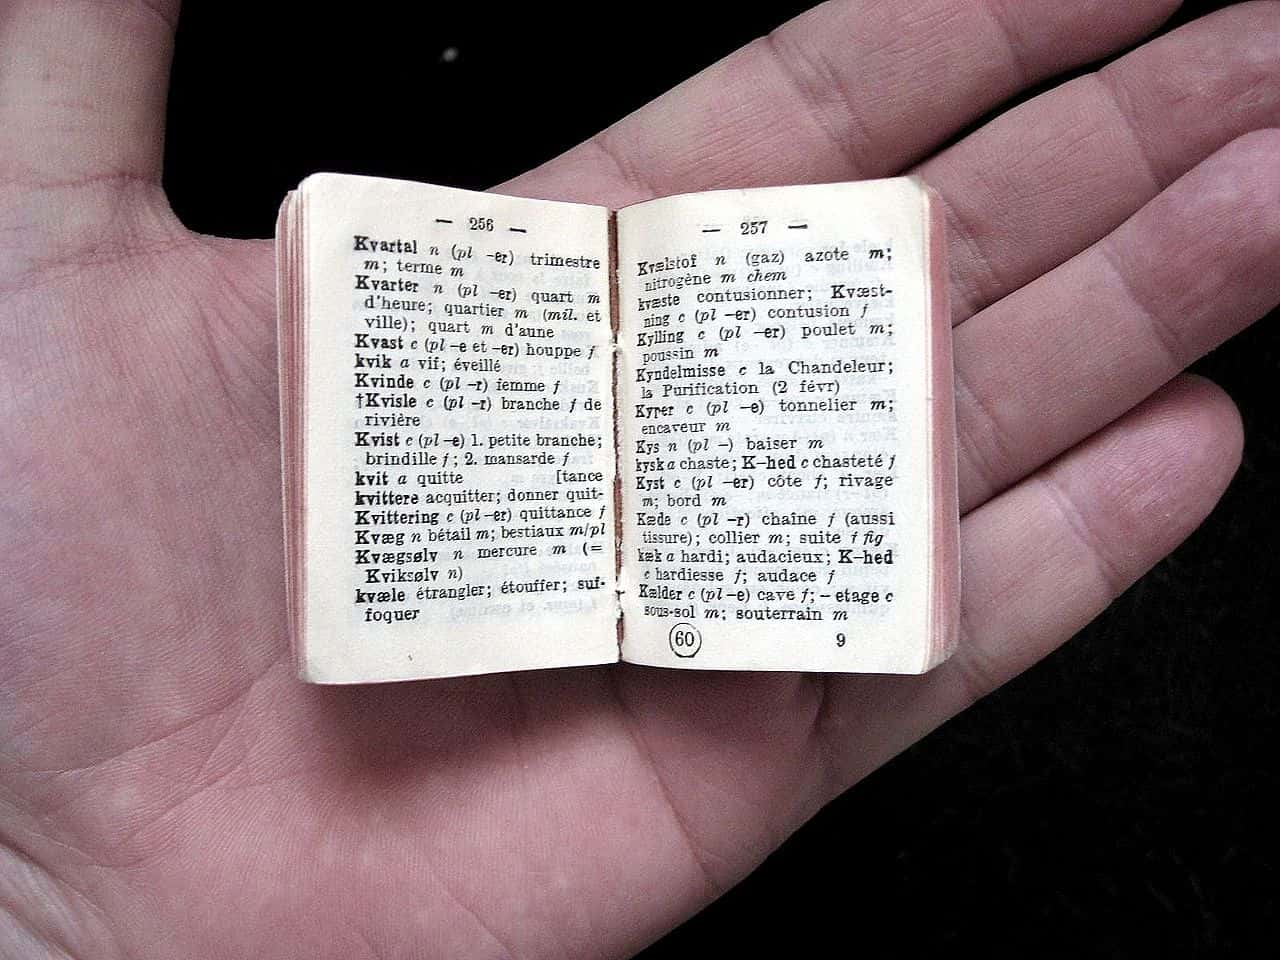 — 256 —
Kvartal n (pl -er) trimestre
m; terme m
Kvarter n (pl -er) quart m
d'heure; quartier m (mil. et
ville); quart m d'aune
Kvast c (pl -e et -er) houppe f
kvik a vif; éveillé
Kvinde c (pl -r) femme f
†Kvisle c (pl -r) branche f de
rivière
Kvist c (pl -e) 1. petite branche;
brindille f; 2. mansarde f
kvit a quitte [tance
kvittere acquitter; donner quit-
Kvittering c (pl -er) quittance f
Kvæg n bétail m; bestiaux m/pl
Kvægsølv n mercure m (=
Kviksølv n)
kvæle étrangler; étouffer; suf-
foquer
— 257 —
Kvælstof n (gaz) azote m;
nitrogène m chem
kvæste contusionner; Kvæst-
ning c (pl -er) contusion f
Kylling c (pl -er) poulet m;
poussin m
Kyndelmisse c la Chandeleur;
la Purification (2 févr)
Kyper c (pl -e) tonnelier m;
encaveur m
Kys n (pl -) baiser m
kysk a chaste; K-hed c chasteté f
Kyst c (pl -er) côte f; rivage
m; bord m
Kæde c (pl -r) chaîne f (aussi
tissure); collier m; suite f fig
kæk a hardi; audacieux; K-hed
c hardiesse f; audace f
Kælder c (pl -e) cave f; - etage c
sous-sol m; souterrain m
60 9